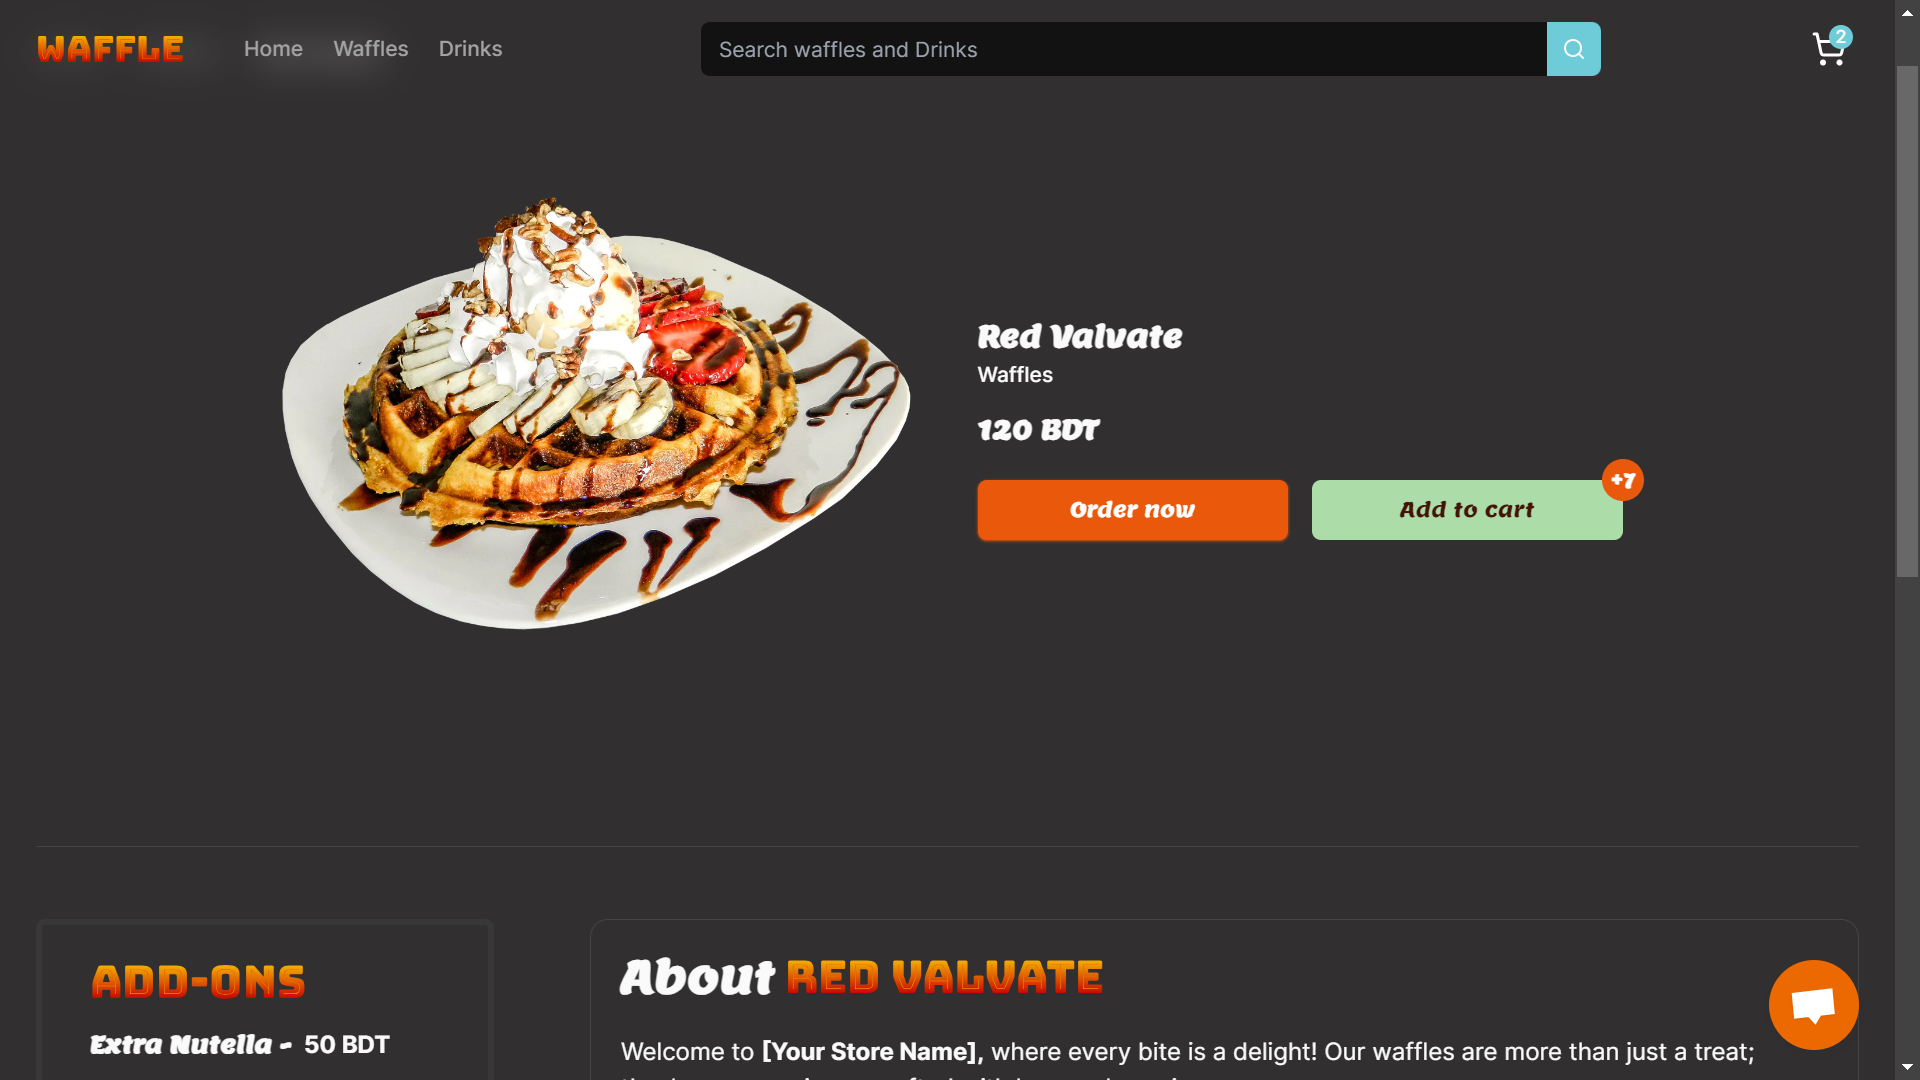 WAFFLE
Home
Waffles
Drinks
Search waffles and Drinks
2
Red Valvate
Waffles
120 BDT
Order now
Add to cart
+7
ADD-ONS
Extra Nutella - 50 BDT
About RED VALVATE
Welcome to [Your Store Name], where every bite is a delight! Our waffles are more than just a treat;